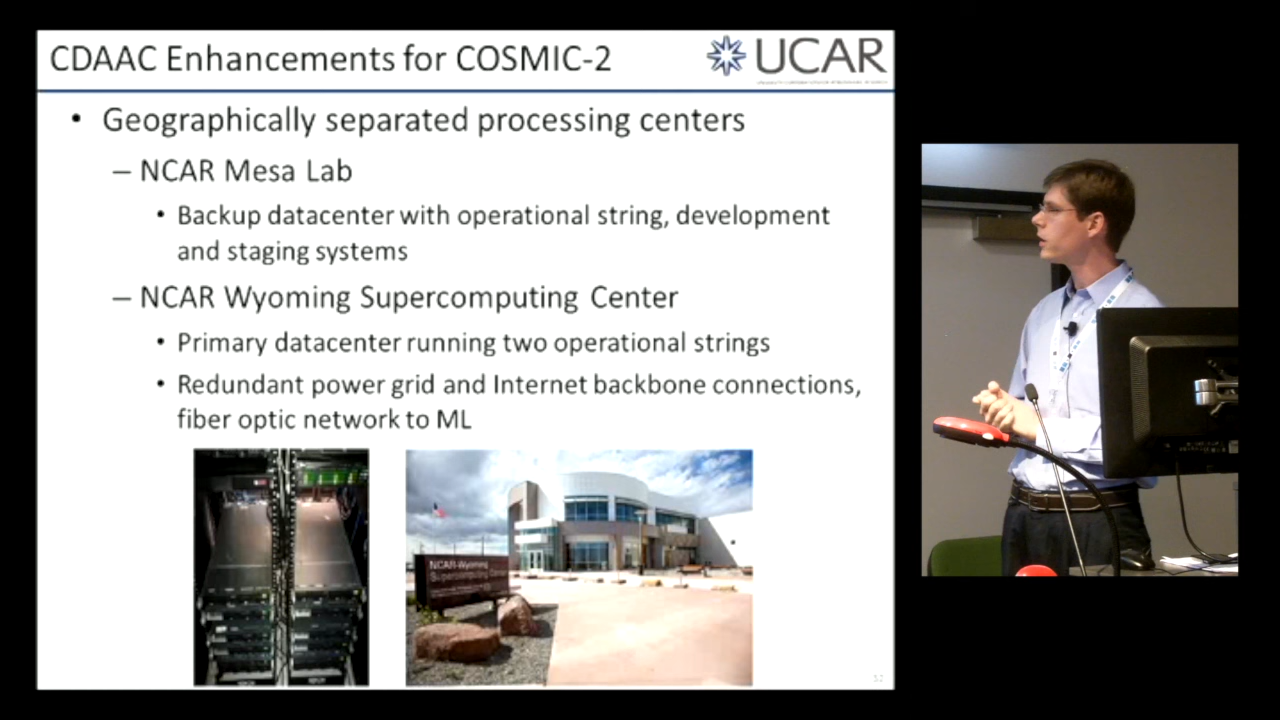 CDAAC Enhancements for COSMIC-2
UCAR
• Geographically separated processing centers
– NCAR Mesa Lab
• Backup datacenter with operational string, development
and staging systems
– NCAR Wyoming Supercomputing Center
• Primary datacenter running two operational strings
• Redundant power grid and Internet backbone connections,
fiber optic network to ML
NCAR-Wyoming
Supercomputing Center